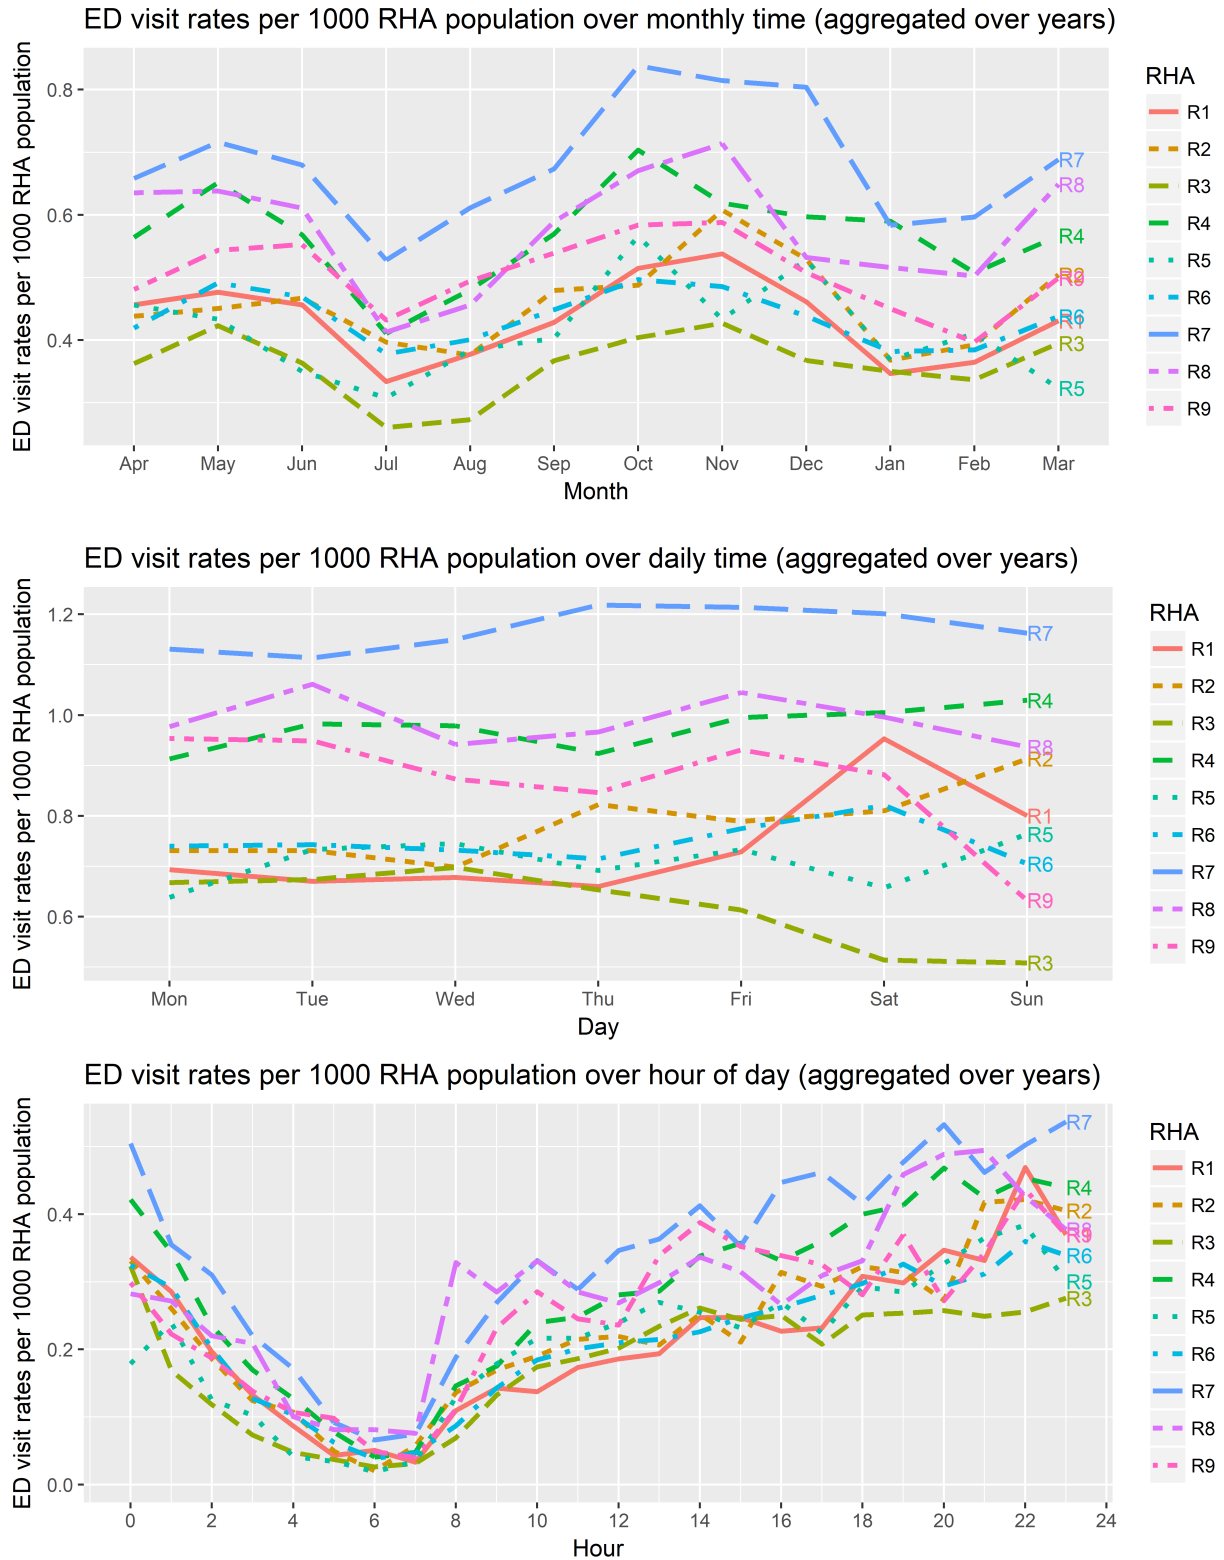 ED visit rates per 1000 RHA population over monthly time (aggregated over years)
ED visit rates per 1000 RHA population
0.8
0.6
0.4
R7
R8
R4
R2
R9
R6
R1
R3
R5
Apr May Jun Jul Aug Sep Oct Nov Dec Jan Feb Mar
Month
RHA
R1
R2
R3
R4
R5
R6
R7
R8
R9
ED visit rates per 1000 RHA population over daily time (aggregated over years)
ED visit rates per 1000 RHA population
1.2
1.0
0.8
0.6
R7
R4
R8
R2
R1
R5
R6
R9
R3
Mon Tue Wed Thu Fri Sat Sun
Day
RHA
R1
R2
R3
R4
R5
R6
R7
R8
R9
ED visit rates per 1000 RHA population over hour of day (aggregated over years)
ED visit rates per 1000 RHA population
0.4
0.2
0.0
R7
R4
R2
R8
R9
R6
R5
R3
0 2 4 6 8 10 12 14 16 18 20 22 24
Hour
RHA
R1
R2
R3
R4
R5
R6
R7
R8
R9